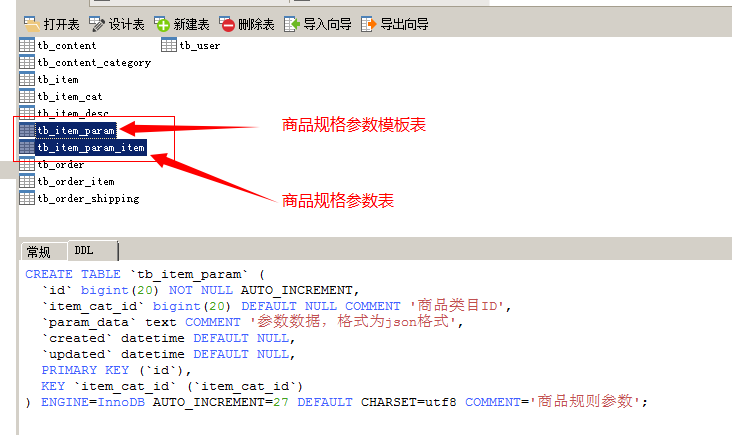 打开表 设计表 新建表 删除表 导入向导 导出向导
tb_content tb_user
tb_content_category
tb_item
tb_item_cat
tb_item_desc
tb_item_param 商品规格参数模板表
tb_item_param_item
tb_order
tb_order_item
tb_order_shipping 商品规格参数表
常规 DDL
CREATE TABLE `tb_item_param` (
`id` bigint(20) NOT NULL AUTO_INCREMENT,
`item_cat_id` bigint(20) DEFAULT NULL COMMENT '商品类目ID',
`param_data` text COMMENT '参数数据，格式为json格式',
`created` datetime DEFAULT NULL,
`updated` datetime DEFAULT NULL,
PRIMARY KEY (`id`),
KEY `item_cat_id` (`item_cat_id`)
) ENGINE=InnoDB AUTO_INCREMENT=27 DEFAULT CHARSET=utf8 COMMENT='商品规则参数';